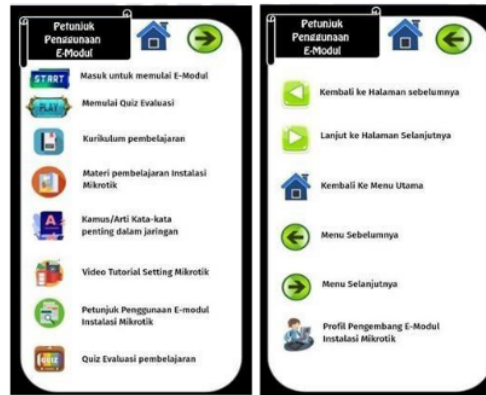 Petunjuk
Penggunaan
E-Modul
START
Masuk untuk memulai E-Modul
PLAY
Memulai Quiz Evaluasi
Kurikulum pembelajaran
Materi pembelajaran Instalasi
Mikrotik
A
Kamus/Arti Kata-kata
penting dalam jaringan
Video Tutorial Setting Mikrotik
Petunjuk Penggunaan E-modul
Instalasi Mikrotik
QUIZ
Quiz Evaluasi pembelajaran
Petunjuk
Penggunaan
E-Modul
Kembali ke Halaman sebelumnya
Lanjut ke Halaman Selanjutnya
Kembali Ke Menu Utama
Menu Sebelumnya
Menu Selanjutnya
Profil Pengembang E-Modul
Instalasi Mikrotik